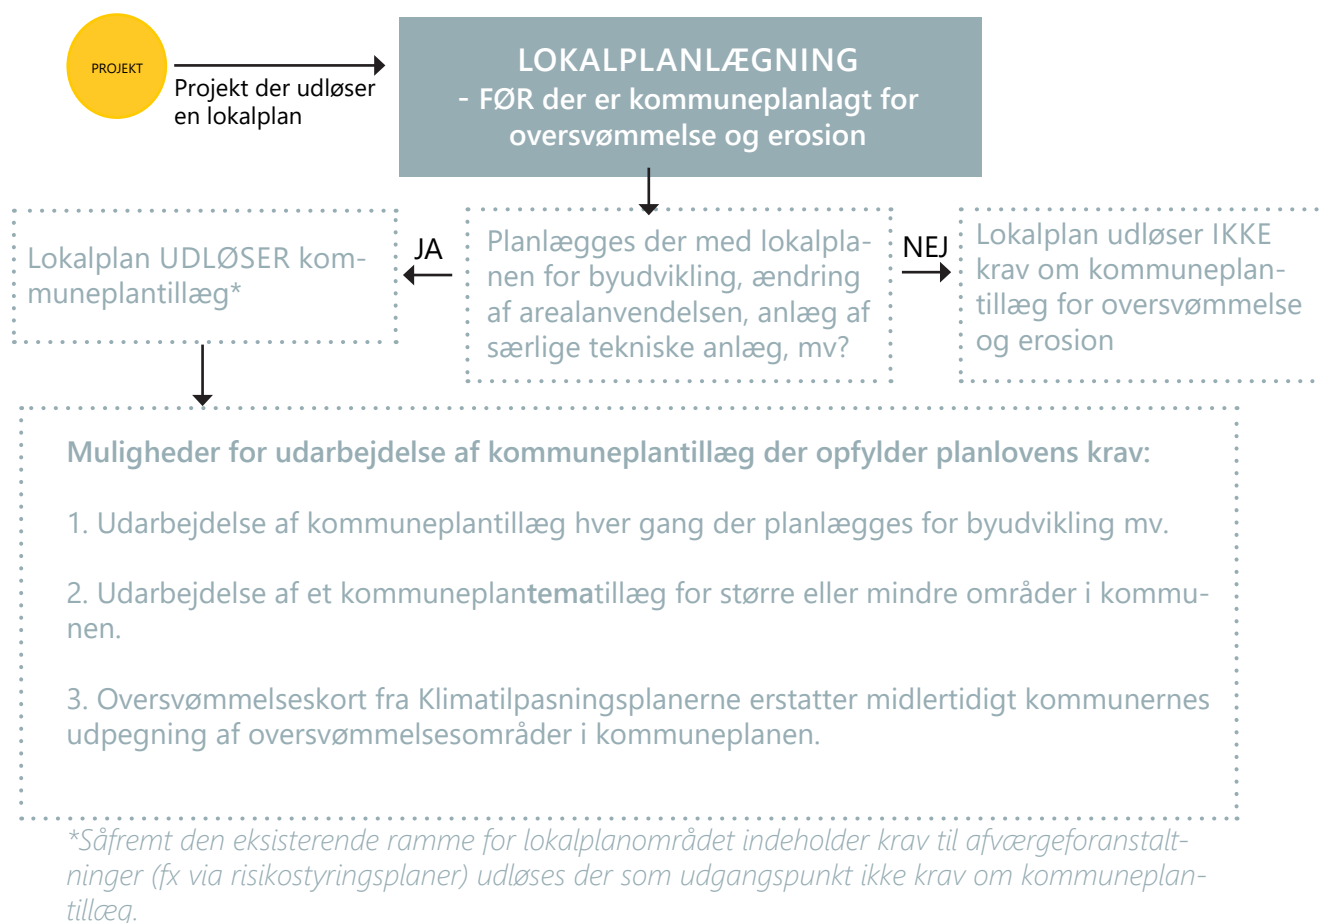 PROJEKT
Projekt der udløser
en lokalplan
LOKALPLANLÆGNING
- FØR der er kommuneplanlagt for
oversvømmelse og erosion
Lokalplan UDLØSER kom-
muneplantillæg*
JA
Planlægges der med lokalpla-
nen for byudvikling, ændring
af arealanvendelsen, anlæg af
særlige tekniske anlæg, mv?
NEJ
Lokalplan udløser IKKE
krav om kommuneplan-
tillæg for oversvømmelse
og erosion
Muligheder for udarbejdelse af kommuneplantillæg der opfylder planlovens krav:
1. Udarbejdelse af kommuneplantillæg hver gang der planlægges for byudvikling mv.
2. Udarbejdelse af et kommuneplantematillæg for større eller mindre områder i kommu-
nen.
3. Oversvømmelseskort fra Klimatilpasningsplanerne erstatter midlertidigt kommunernes
udpegning af oversvømmelsesområder i kommuneplanen.
*Såfremt den eksisterende ramme for lokalplanområdet indeholder krav til afværgeforanstalt-
ninger (fx via risikostyringsplaner) udløses der som udgangspunkt ikke krav om kommuneplan-
tillæg.